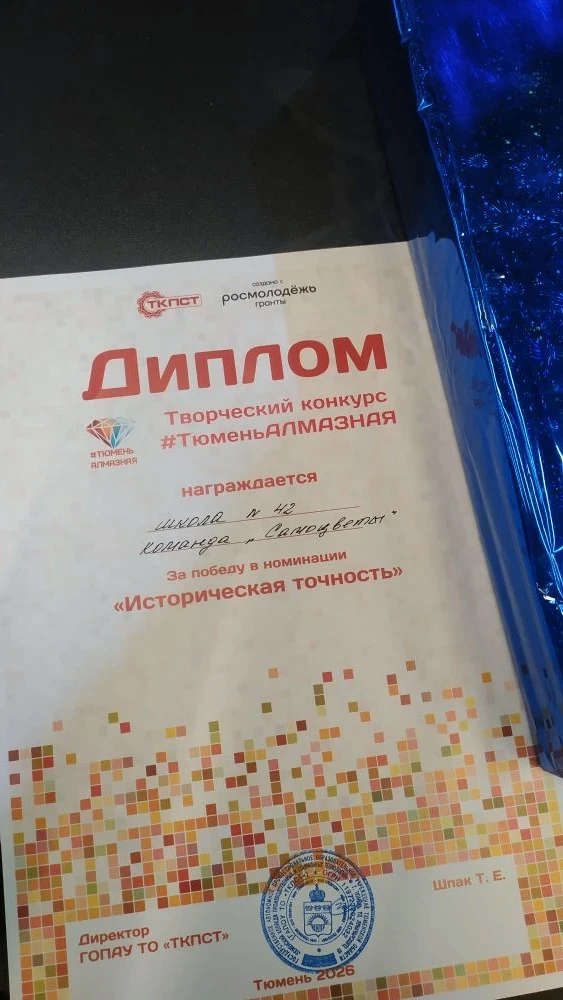 ТКПСТ
создано с
росмолодёжь
гранты
Диплом
Творческий конкурс
#ТюменьАЛМАЗНАЯ
#ТЮМЕНЬ
АЛМАЗНАЯ
награждается
школа N 42
команда „Самоцветы"
За победу в номинации
«Историческая точность»
Шпак Т. Е.
Директор
ГОПАУ ТО «ТКПСТ»
Тюмень 2026